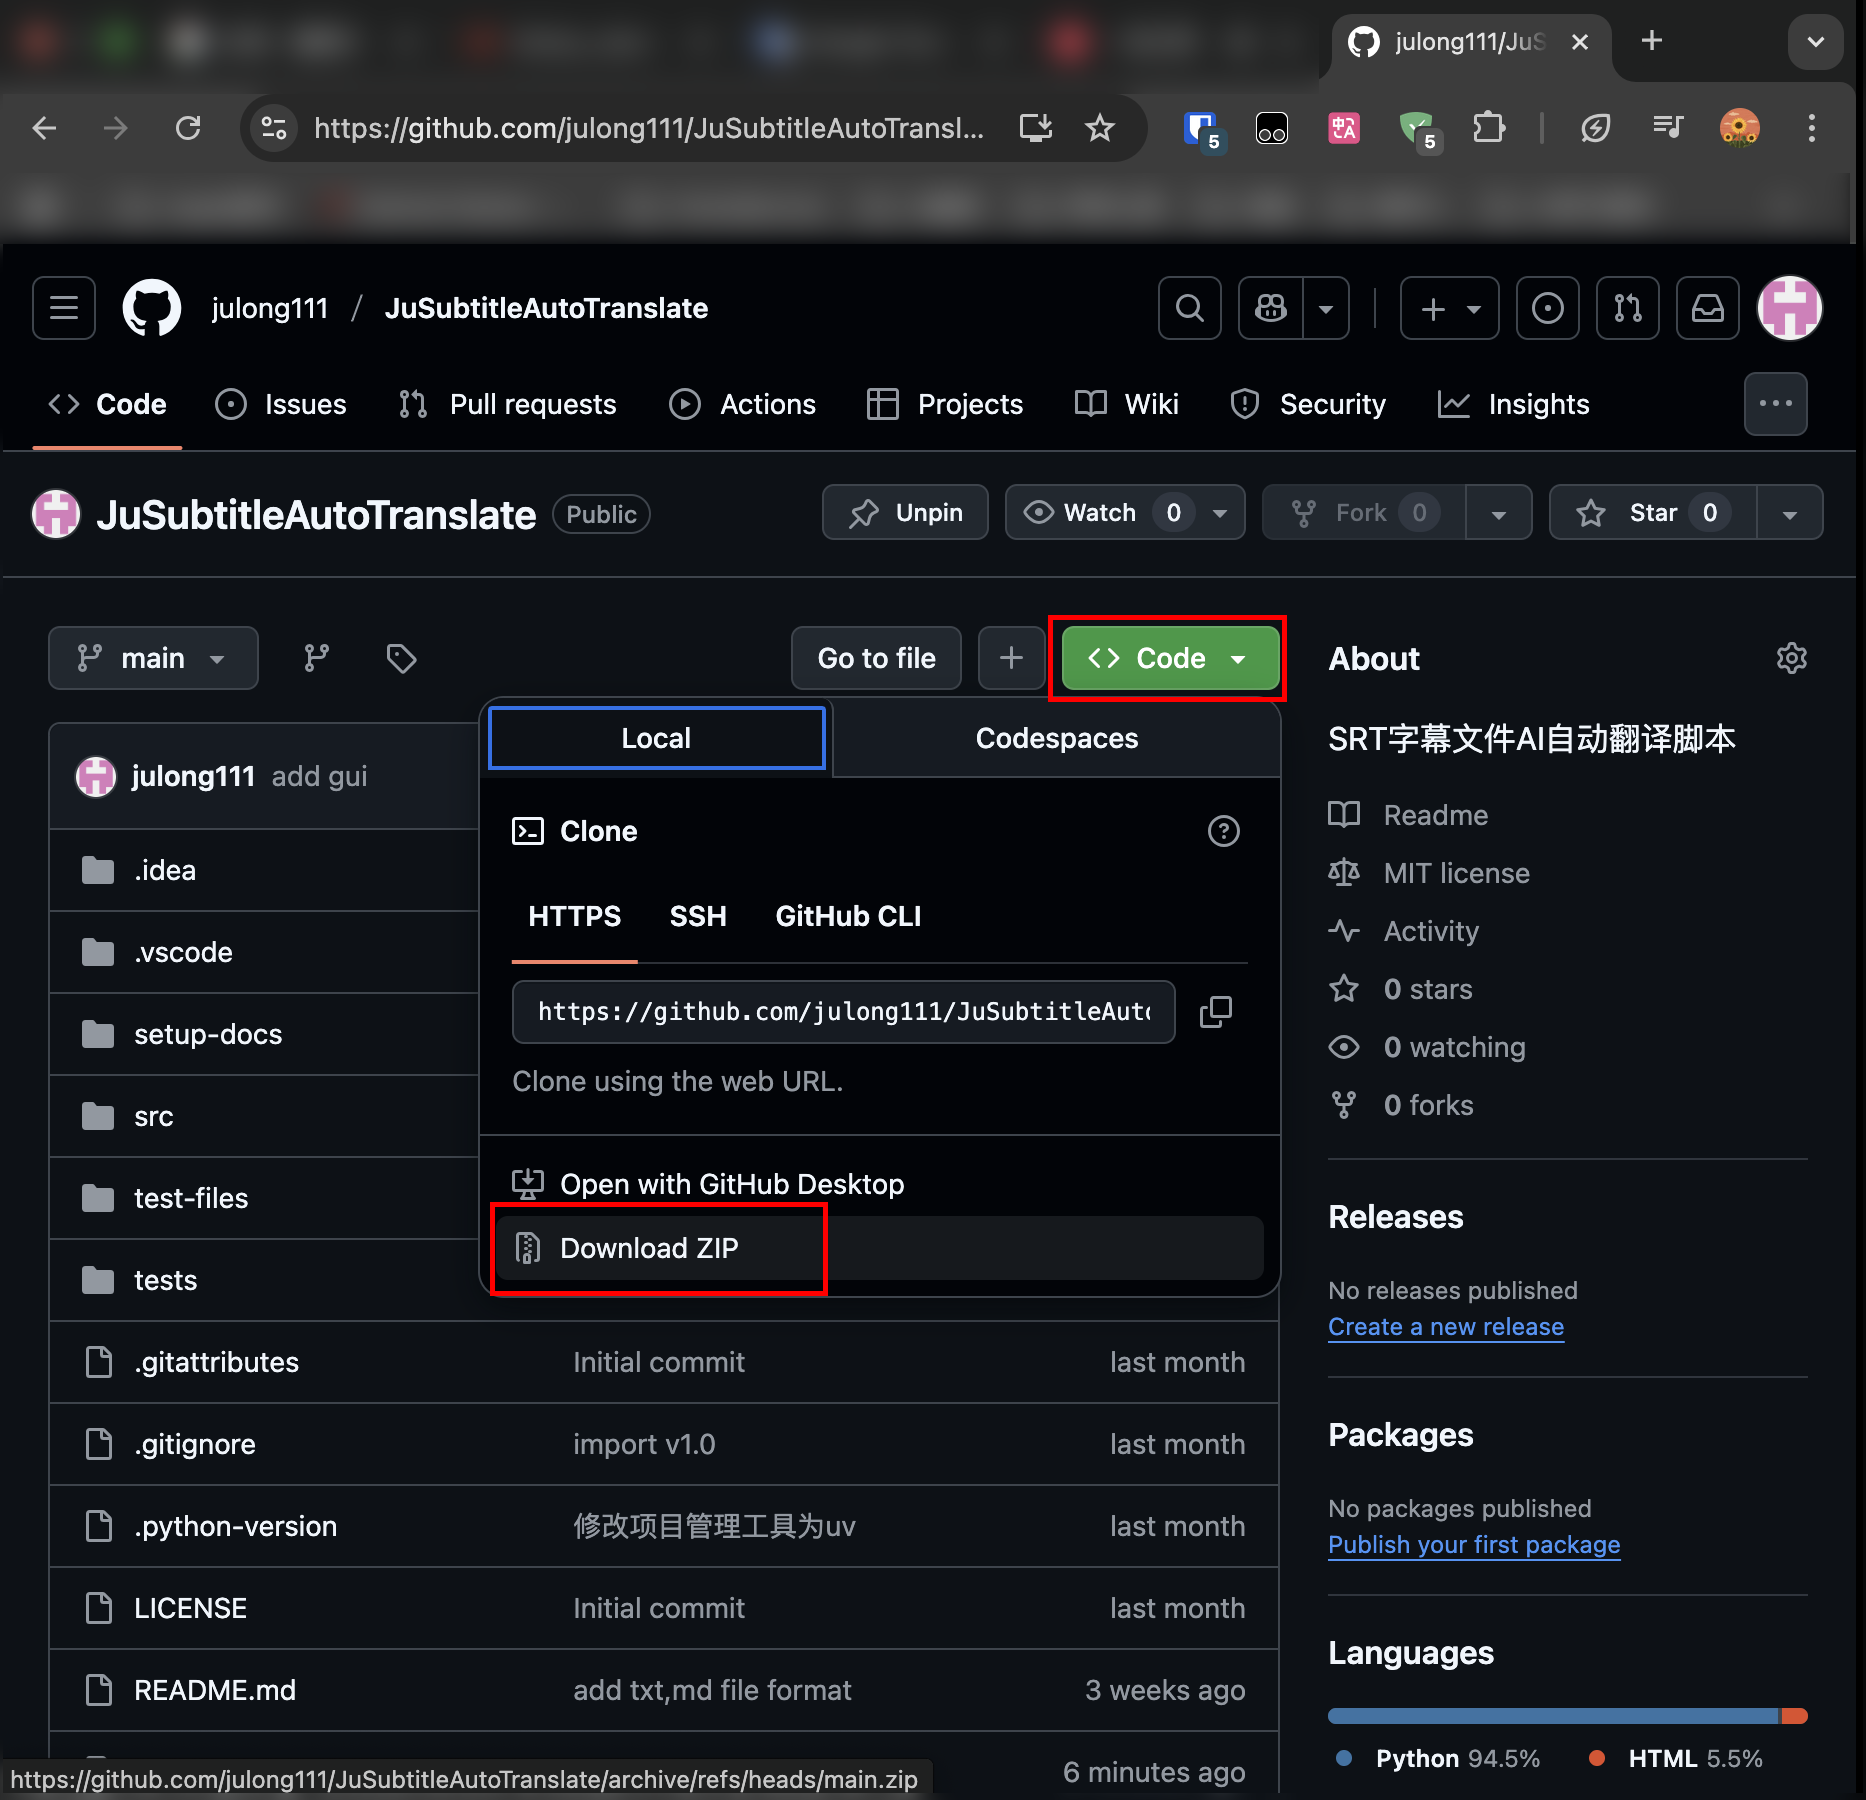 julong111/JuS
https://github.com/julong111/JuSubtitleAutoTransl...
5
中A
5
julong111 / JuSubtitleAutoTranslate
Code Issues Pull requests Actions Projects Wiki Security Insights
JuSubtitleAutoTranslate Public Unpin Watch 0 Fork 0 Star 0
main Go to file Code
Local Codespaces
julong111 add gui
.idea
.vscode
setup-docs
src
test-files
tests
Clone
HTTPS SSH GitHub CLI
https://github.com/julong111/JuSubtitleAuto
Clone using the web URL.
Open with GitHub Desktop
Download ZIP
.gitattributes Initial commit last month
.gitignore import v1.0 last month
.python-version 修改项目管理工具为uv last month
LICENSE Initial commit last month
README.md add txt,md file format 3 weeks ago
6 minutes ago
https://github.com/julong111/JuSubtitleAutoTranslate/archive/refs/heads/main.zip
About
SRT字幕文件AI自动翻译脚本
Readme
MIT license
Activity
0 stars
0 watching
0 forks
Releases
No releases published
Create a new release
Packages
No packages published
Publish your first package
Languages
Python 94.5% HTML 5.5%